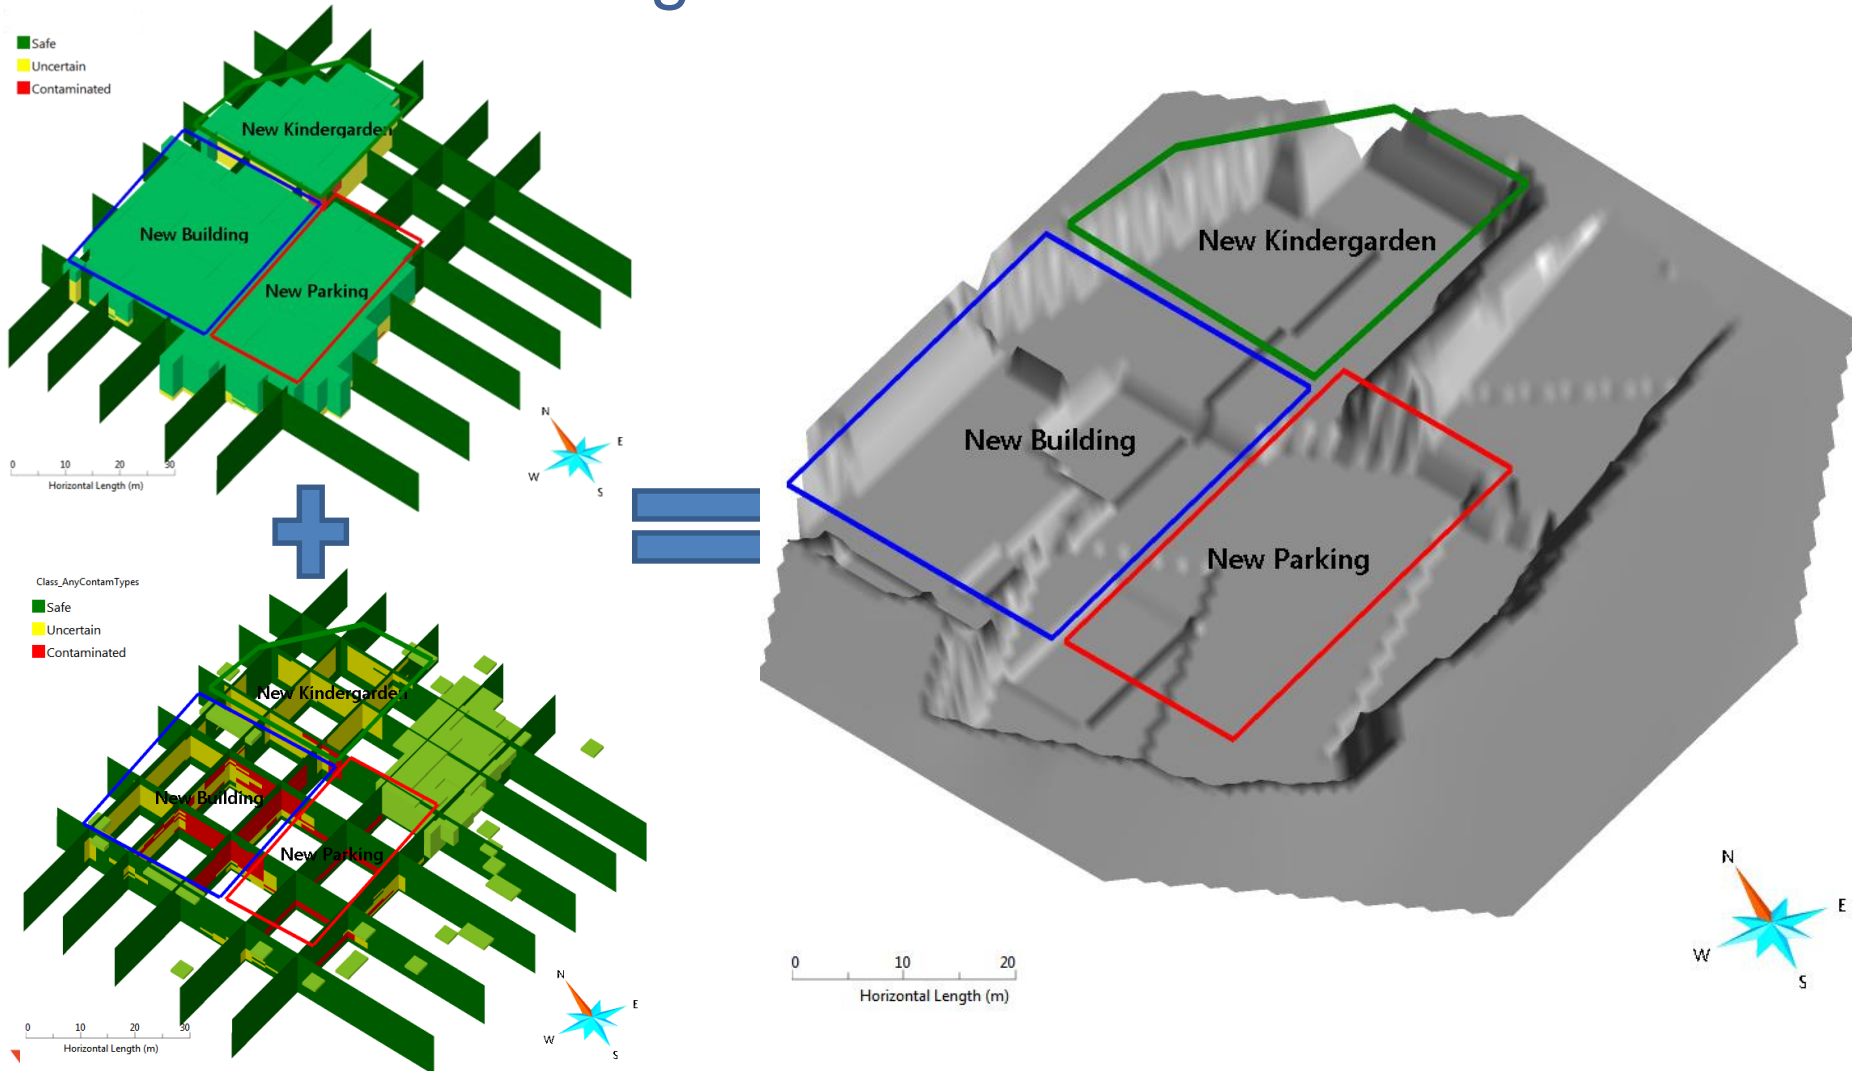 g
Safe
Uncertain
Contaminated
New Kindergarden
New Building
New Parking
N
E
W
S
0 10 20 30
Horizontal Length (m)
Class_AnyContamTypes
Safe
Uncertain
Contaminated
New Kindergarden
New Building
New Parking
N
E
W
S
0 10 20 30
Horizontal Length (m)
New Kindergarden
New Building
New Parking
N
E
W
S
0 10 20
Horizontal Length (m)